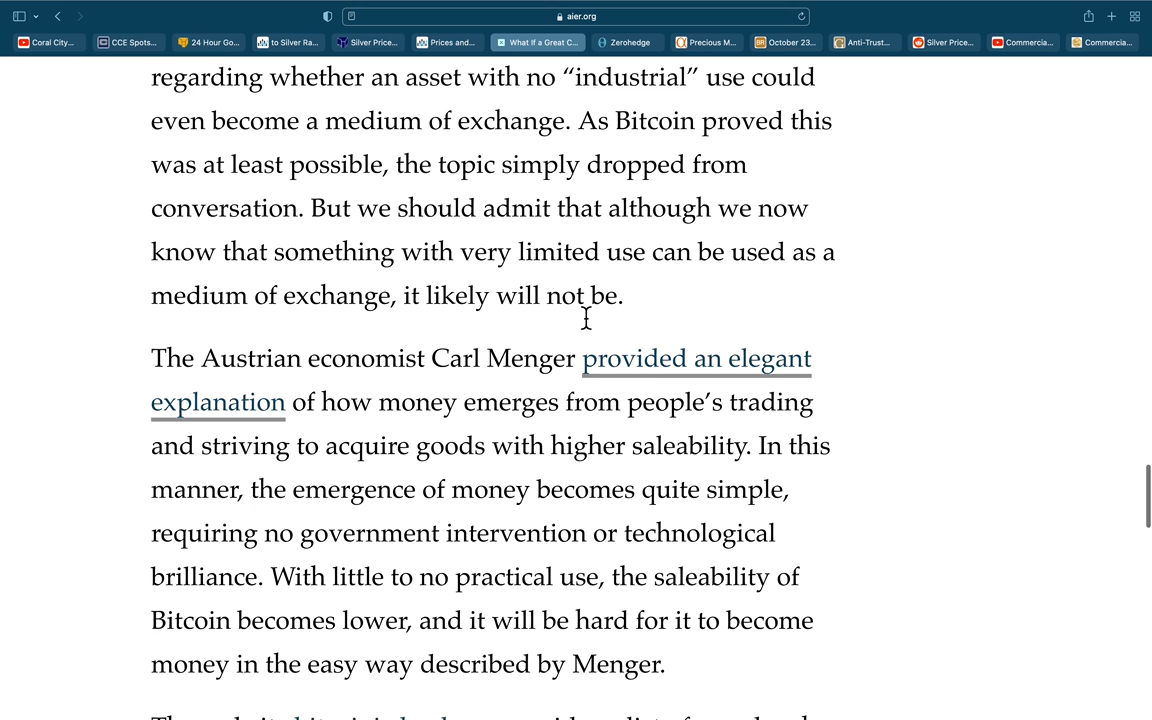 aier.org
Coral City...
CCE Spots...
24 Hour Go...
to Silver Ra...
Silver Price...
Prices and...
What If a Great C...
Zerohedge
Precious M...
October 23...
Anti-Trust...
Silver Price...
Commercia...
Commercia...
regarding whether an asset with no “industrial” use could
even become a medium of exchange. As Bitcoin proved this
was at least possible, the topic simply dropped from
conversation. But we should admit that although we now
know that something with very limited use can be used as a
medium of exchange, it likely will not be.
The Austrian economist Carl Menger provided an elegant
explanation of how money emerges from people’s trading
and striving to acquire goods with higher saleability. In this
manner, the emergence of money becomes quite simple,
requiring no government intervention or technological
brilliance. With little to no practical use, the saleability of
Bitcoin becomes lower, and it will be hard for it to become
money in the easy way described by Menger.